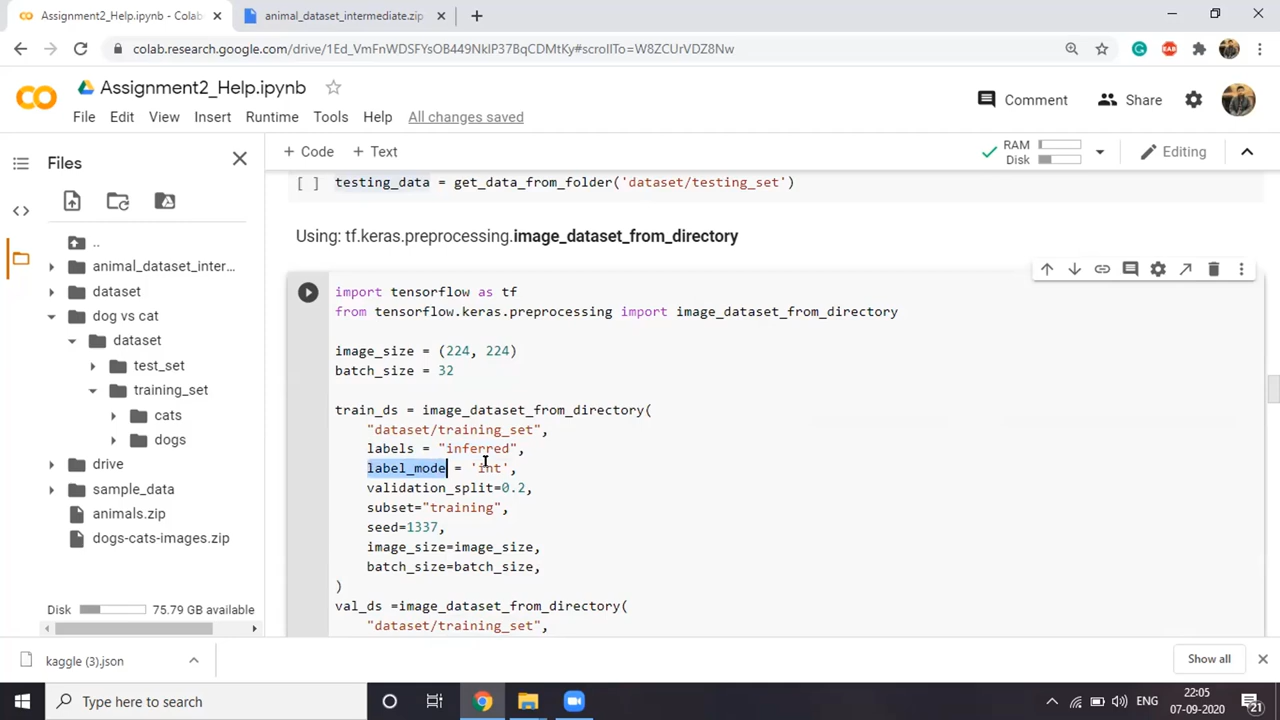 Assignment2_Help.ipynb - Colab
animal_dataset_intermediate.zip
colab.research.google.com/drive/1Ed_VmFnWDSFYsOB449NkIP37BqCDMtKy#scrollTo=W8ZCUrVDZ8Nw
Assignment2_Help.ipynb
File Edit View Insert Runtime Tools Help All changes saved
Comment Share
Files
+ Code + Text
RAM
Disk
Editing
..
animal_dataset_inter...
dataset
dog vs cat
dataset
test_set
training_set
cats
dogs
drive
sample_data
animals.zip
dogs-cats-images.zip
Disk 75.79 GB available
[ ] testing_data = get_data_from_folder('dataset/testing_set')
Using: tf.keras.preprocessing.image_dataset_from_directory
import tensorflow as tf
from tensorflow.keras.preprocessing import image_dataset_from_directory
image_size = (224, 224)
batch_size = 32
train_ds = image_dataset_from_directory(
"dataset/training_set",
labels = "inferred",
label_mode = 'int',
validation_split=0.2,
subset="training",
seed=1337,
image_size=image_size,
batch_size=batch_size,
)
val_ds =image_dataset_from_directory(
"dataset/training_set",
kaggle (3).json
Show all
Type here to search
ENG
22:05
07-09-2020
21